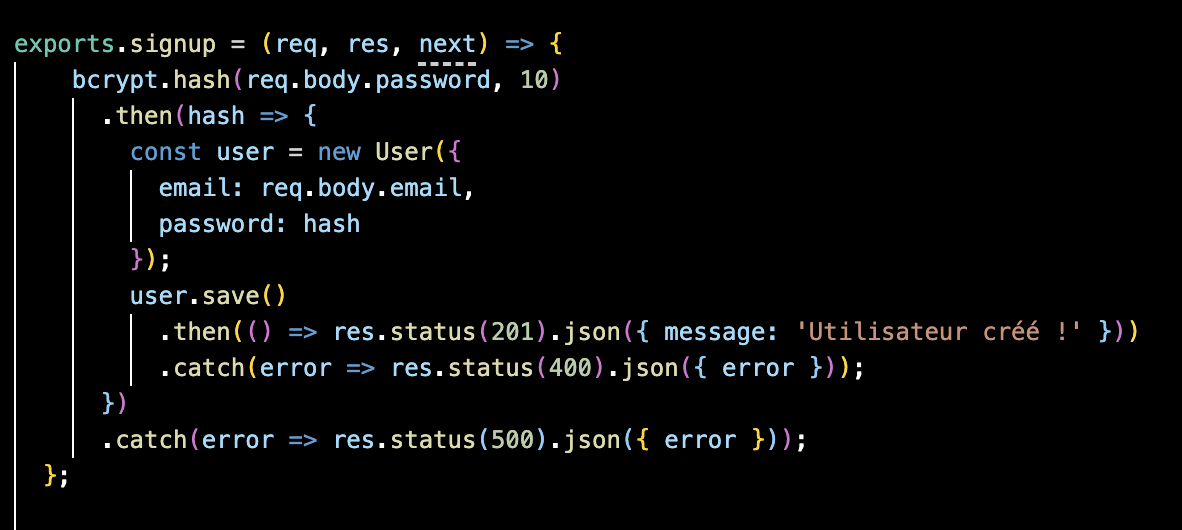 exports.signup = (req, res, next) => {
    bcrypt.hash(req.body.password, 10)
      .then(hash => {
        const user = new User({
          email: req.body.email,
          password: hash
        });
        user.save()
          .then(() => res.status(201).json({ message: 'Utilisateur créé !' }))
          .catch(error => res.status(400).json({ error }));
      })
      .catch(error => res.status(500).json({ error }));
  };